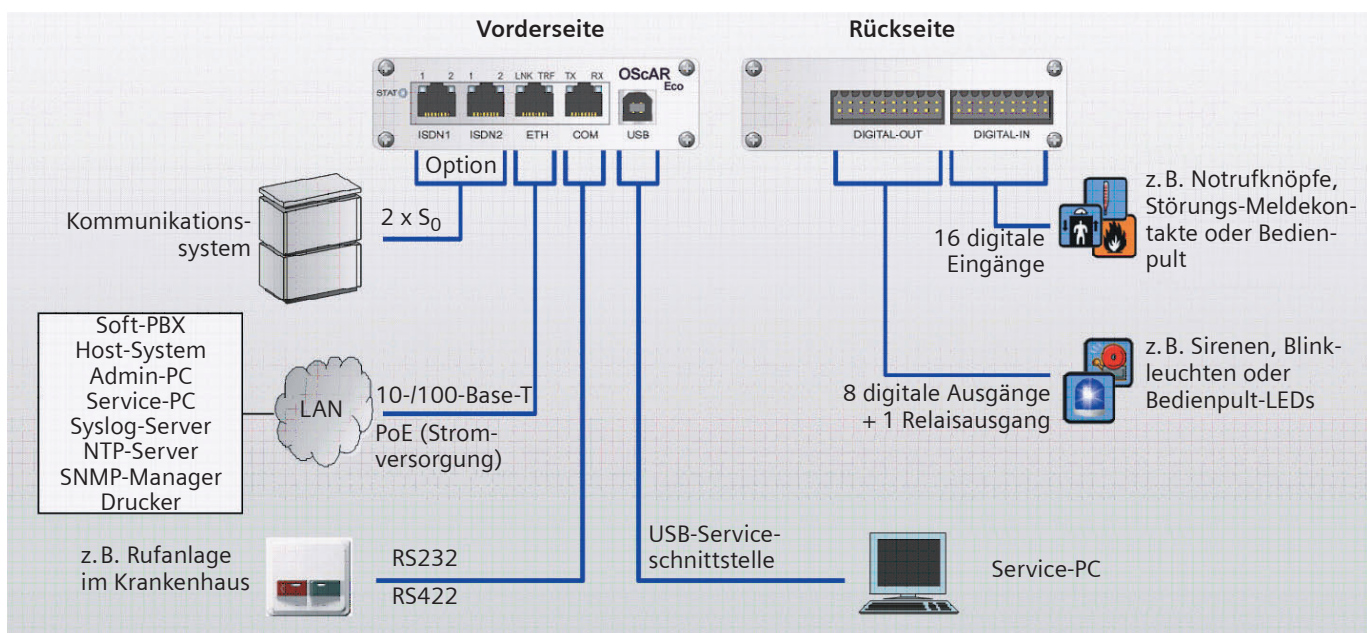 Vorderseite
Rückseite
1 2 1 2 LNK TRF TX RX OScAR
Eco
STAT
ISDN1 ISDN2 ETH COM USB
DIGITAL-OUT DIGITAL-IN
Option
Kommunikations-
system
2 x S0
16 digitale
Eingänge
z.B. Notrufknöpfe,
Störungs-Meldekon-
takte oder Bedien-
pult
Soft-PBX
Host-System
Admin-PC
Service-PC
Syslog-Server
NTP-Server
SNMP-Manager
Drucker
LAN
10-/100-Base-T
PoE (Strom-
versorgung)
8 digitale Ausgänge
+ 1 Relaisausgang
z.B. Sirenen, Blink-
leuchten oder
Bedienpult-LEDs
z.B. Rufanlage
im Krankenhaus
RS232
RS422
USB-Service-
schnittstelle
Service-PC